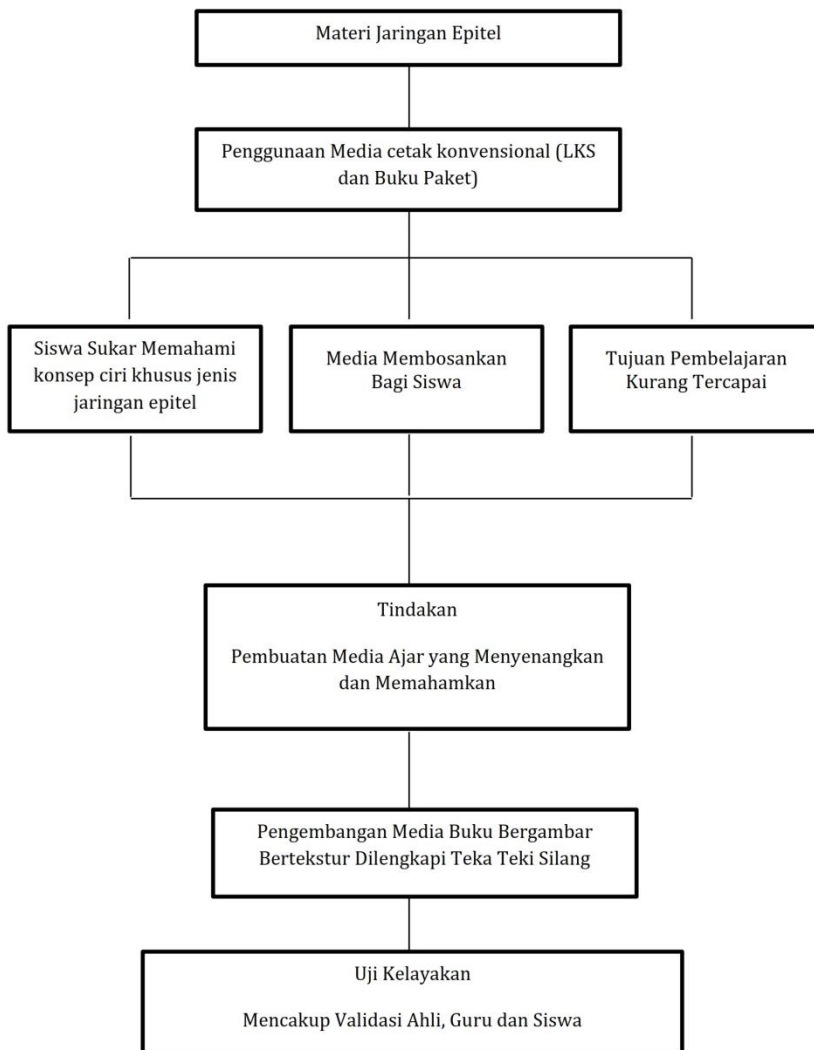 Materi Jaringan Epitel
Penggunaan Media cetak konvensional (LKS
dan Buku Paket)
Siswa Sukar Memahami
konsep ciri khusus jenis
jaringan epitel
Media Membosankan
Bagi Siswa
Tujuan Pembelajaran
Kurang Tercapai
Tindakan
Pembuatan Media Ajar yang Menyenangkan
dan Memahamkan
Pengembangan Media Buku Bergambar
Bertekstur Dilengkapi Teka Teki Silang
Uji Kelayakan
Mencakup Validasi Ahli, Guru dan Siswa